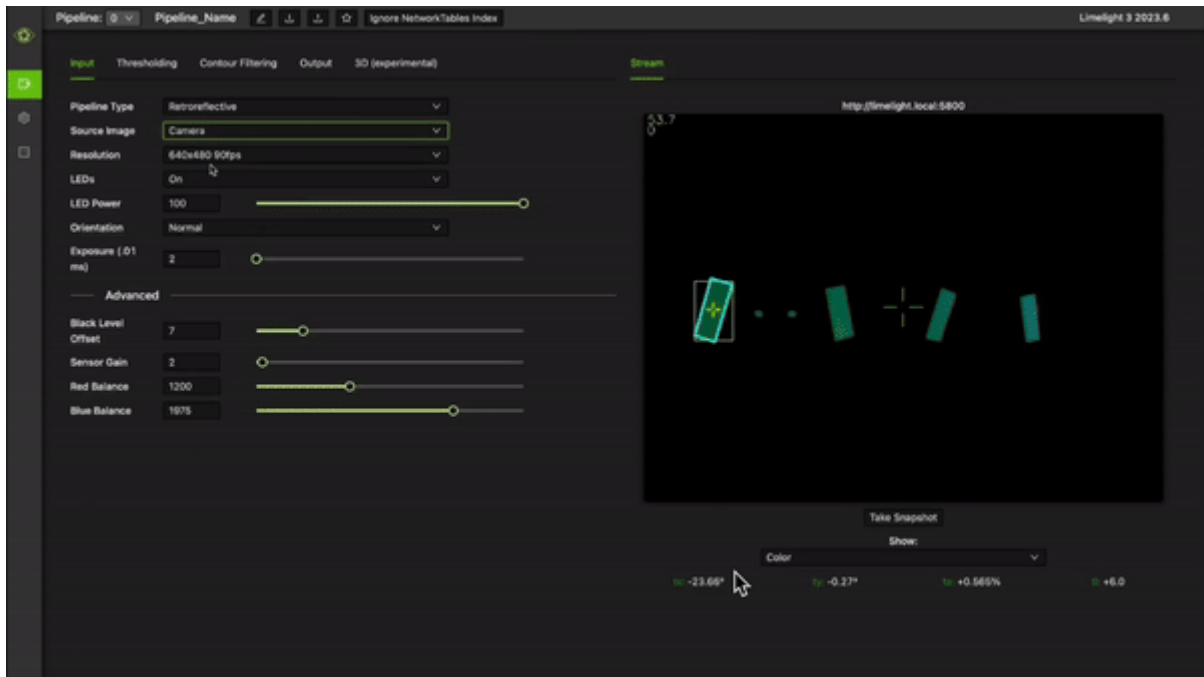 Pipeline: 0 Pipeline_Name Ignore NetworkTables Index Limelight 3 2023.6
Input Thresholding Contour Filtering Output 3D (experimental)
Stream
http://limelight.local:5800
Pipeline Type Retroreflective
Source Image Camera
Resolution 640x480 90fps
LEDs On
LED Power 100
Orientation Normal
Exposure (.01
ms) 2
Advanced
Black Level
Offset 7
Sensor Gain 2
Red Balance 1200
Blue Balance 1975
53.7
0
Take Snapshot
Show:
Color
tx: -23.66° ty: -0.27° ta: +0.565% +6.0